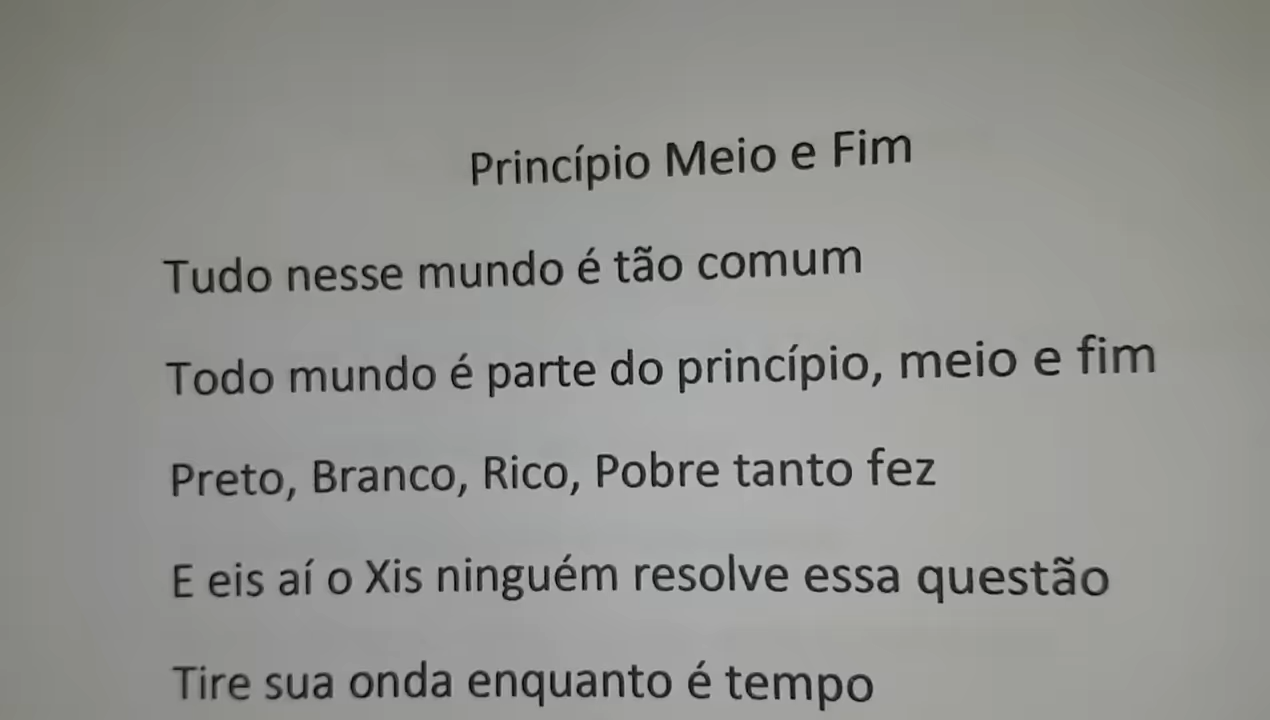 Princípio Meio e Fim
Tudo nesse mundo é tão comum
Todo mundo é parte do princípio, meio e fim
Preto, Branco, Rico, Pobre tanto fez
E eis aí o Xis ninguém resolve essa questão
Tire sua onda enquanto é tempo